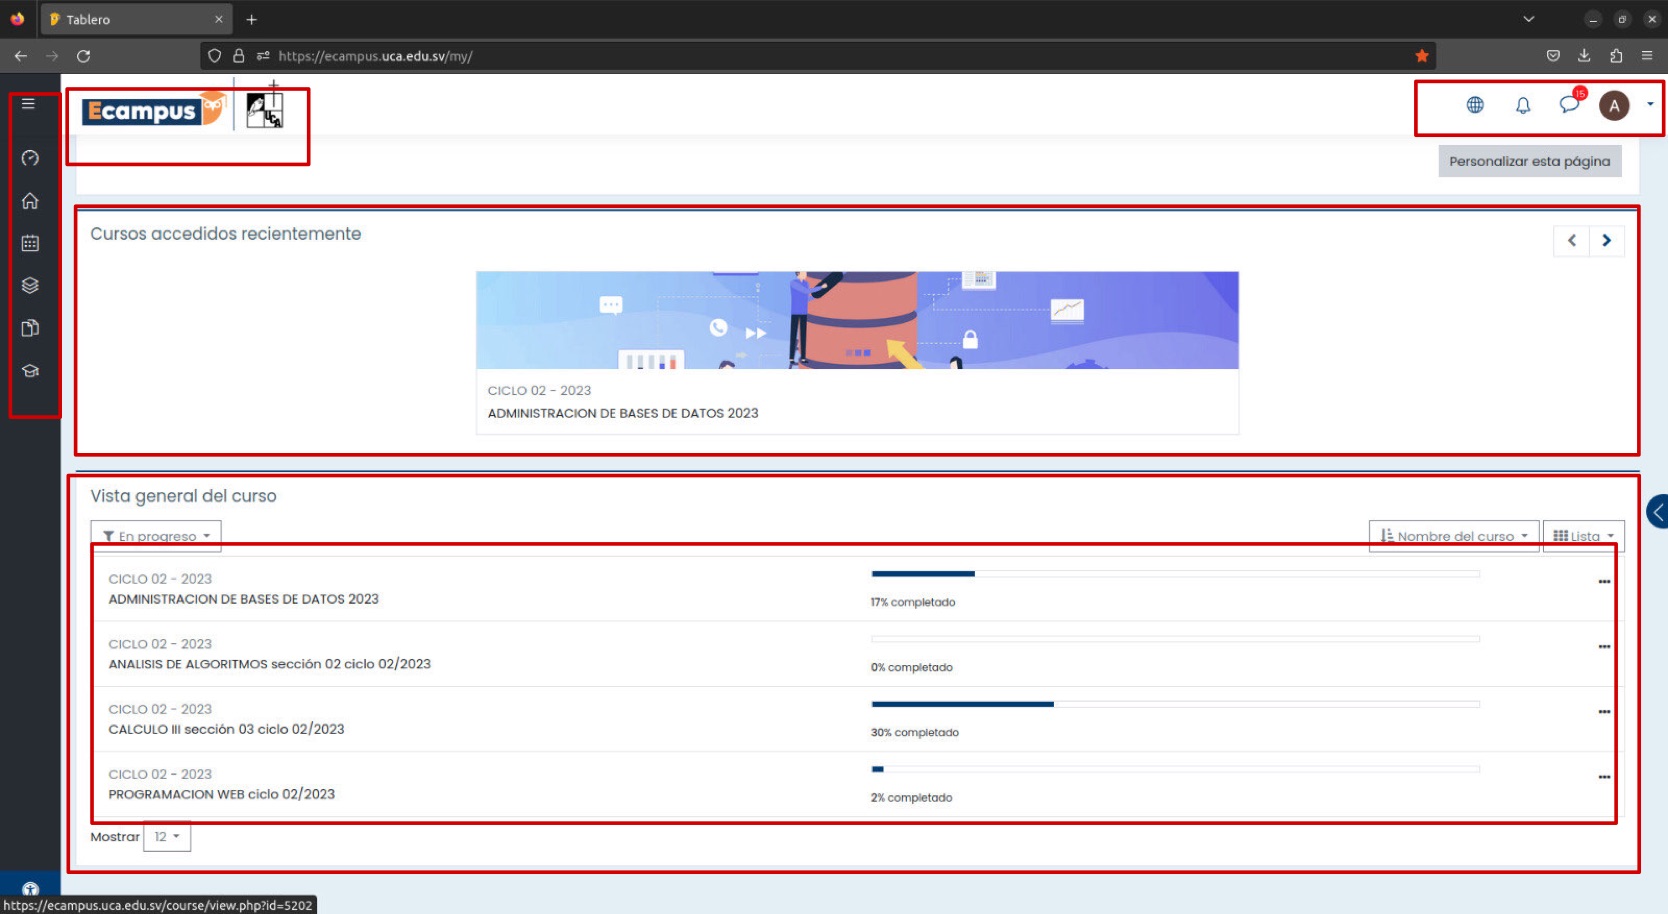 Tablero
https://ecampus.uca.edu.sv/my/
Ecampus
UCA
15
A
Personalizar esta página
Cursos accedidos recientemente
CICLO 02 - 2023
ADMINISTRACION DE BASES DE DATOS 2023
Vista general del curso
En progreso
Nombre del curso
Lista
CICLO 02 - 2023
ADMINISTRACION DE BASES DE DATOS 2023
17% completado
CICLO 02 - 2023
ANALISIS DE ALGORITMOS sección 02 ciclo 02/2023
0% completado
CICLO 02 - 2023
CALCULO III sección 03 ciclo 02/2023
30% completado
CICLO 02 - 2023
PROGRAMACION WEB ciclo 02/2023
2% completado
Mostrar 12
https://ecampus.uca.edu.sv/course/view.php?id=5202